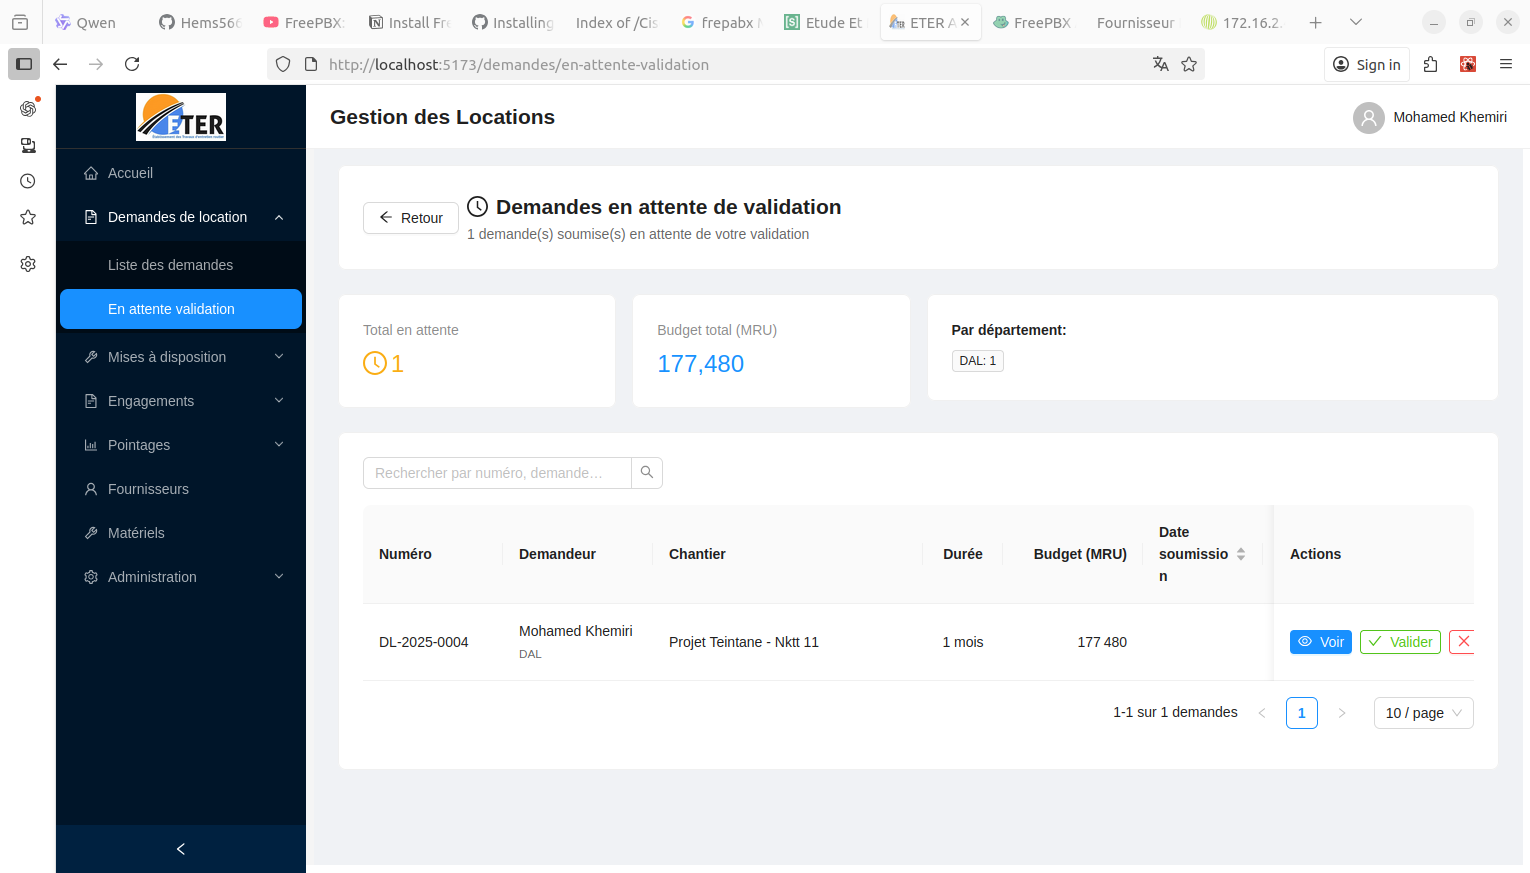 Qwen
Hems566
FreePBX:
Install Fre
Installing
Index of /Cis
frepabx
Etude Et
ETER A
FreePBX
Fournisseur
172.16.2.
http://localhost:5173/demandes/en-attente-validation
Sign in
ETER
Gestion des Locations
Mohamed Khemiri
Accueil
Demandes de location
Liste des demandes
En attente validation
Mises à disposition
Engagements
Pointages
Fournisseurs
Matériels
Administration
Retour
Demandes en attente de validation
1 demande(s) soumise(s) en attente de votre validation
Total en attente
1
Budget total (MRU)
177,480
Par département:
DAL: 1
Rechercher par numéro, demande…
Numéro
Demandeur
Chantier
Durée
Budget (MRU)
Date
soumissio
n
Actions
DL-2025-0004
Mohamed Khemiri
DAL
Projet Teintane - Nktt 11
1 mois
177 480
Voir
Valider
1-1 sur 1 demandes
1
10 / page